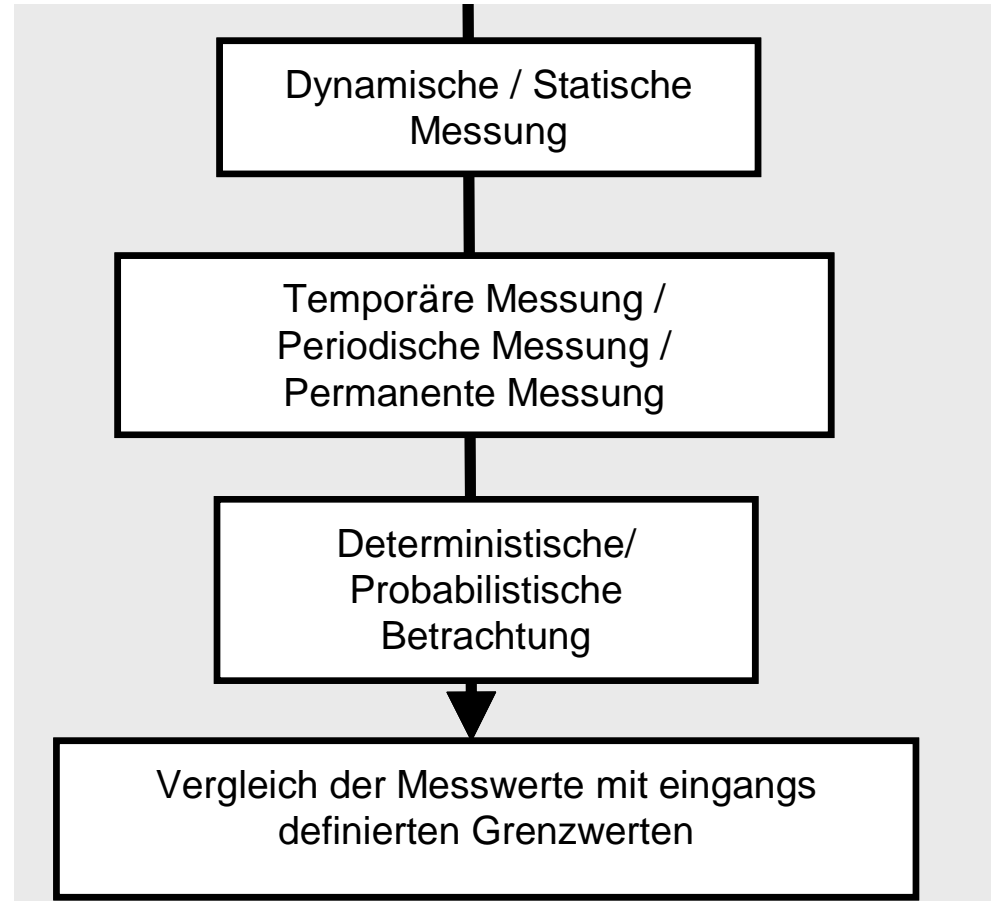 Dynamische / Statische
Messung
Temporäre Messung /
Periodische Messung /
Permanente Messung
Deterministische/
Probabilistische
Betrachtung
Vergleich der Messwerte mit eingangs
definierten Grenzwerten